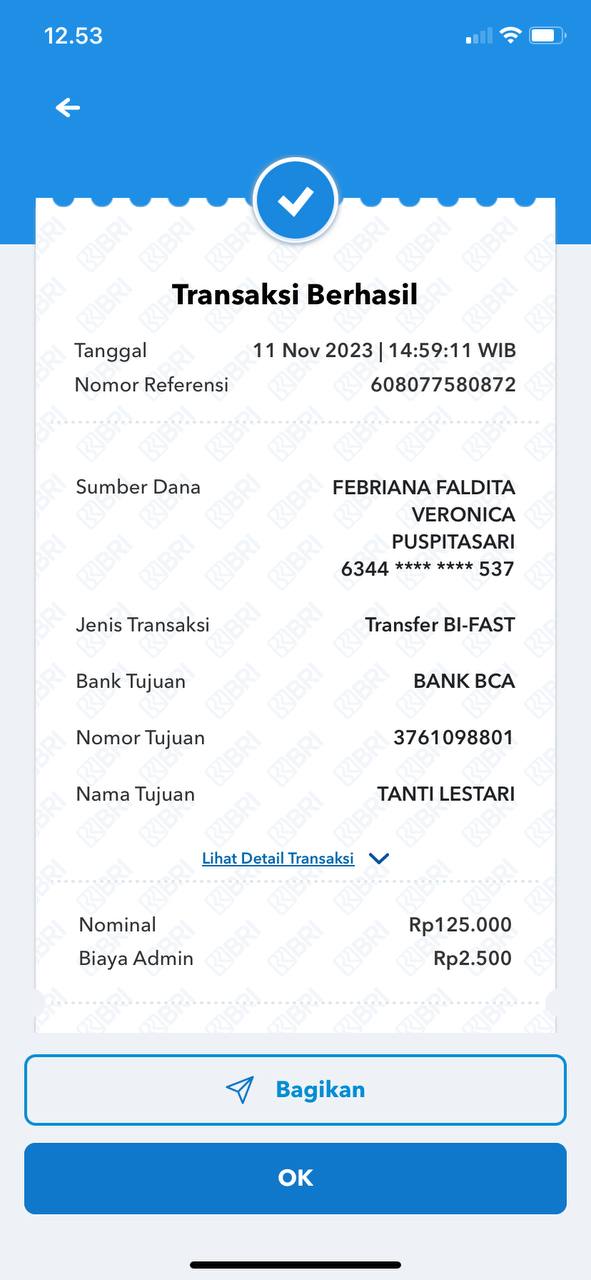 12.53
Transaksi Berhasil
Tanggal 11 Nov 2023 | 14:59:11 WIB
Nomor Referensi 608077580872
Sumber Dana FEBRIANA FALDITA
VERONICA
PUSPITASARI
6344 **** **** 537
Jenis Transaksi Transfer BI-FAST
Bank Tujuan BANK BCA
Nomor Tujuan 3761098801
Nama Tujuan TANTI LESTARI
Lihat Detail Transaksi
Nominal Rp125.000
Biaya Admin Rp2.500
Bagikan
OK